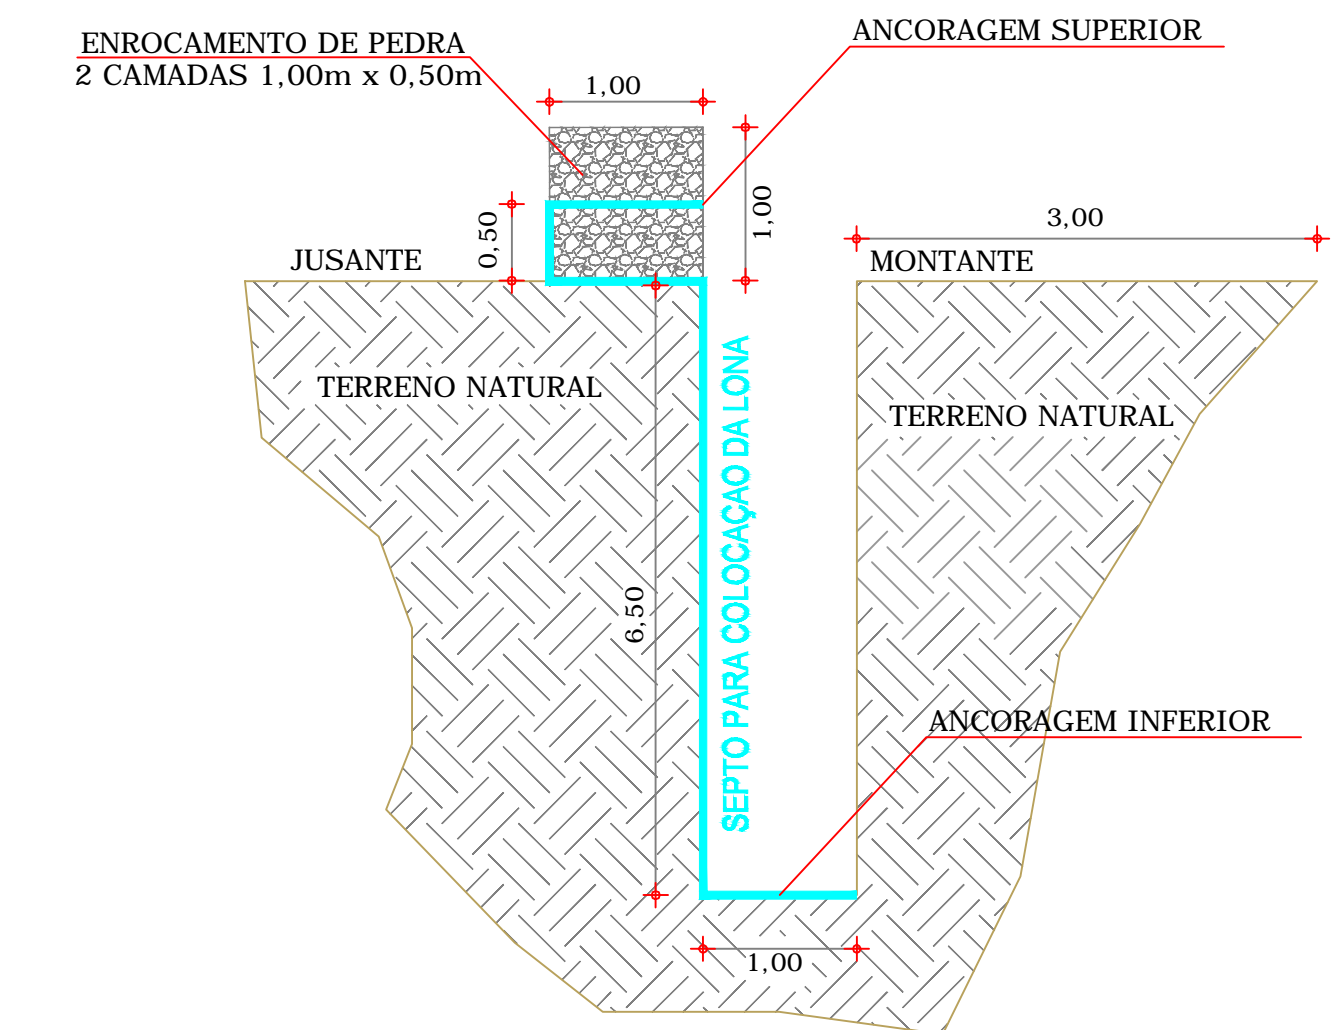 ENROCAMENTO DE PEDRA
2 CAMADAS 1,00m x 0,50m
ANCORAGEM SUPERIOR
1,00
1,00
0,50
3,00
JUSANTE
MONTANTE
TERRENO NATURAL
TERRENO NATURAL
SEPTO PARA COLOCAÇAO DA LONA
6,50
ANCORAGEM INFERIOR
1,00